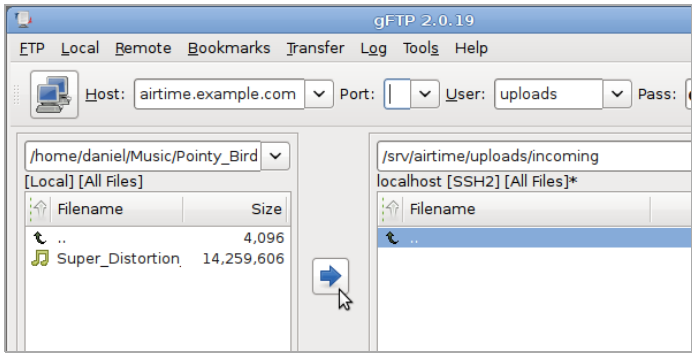 gFTP 2.0.19
FTP Local Remote Bookmarks Transfer Log Tools Help
Host: airtime.example.com Port: User: uploads Pass:
/home/daniel/Music/Pointy_Bird
/srv/airtime/uploads/incoming
[Local] [All Files]
localhost [SSH2] [All Files]*
Filename Size
Filename
.. 4,096
..
Super_Distortion_ 14,259,606